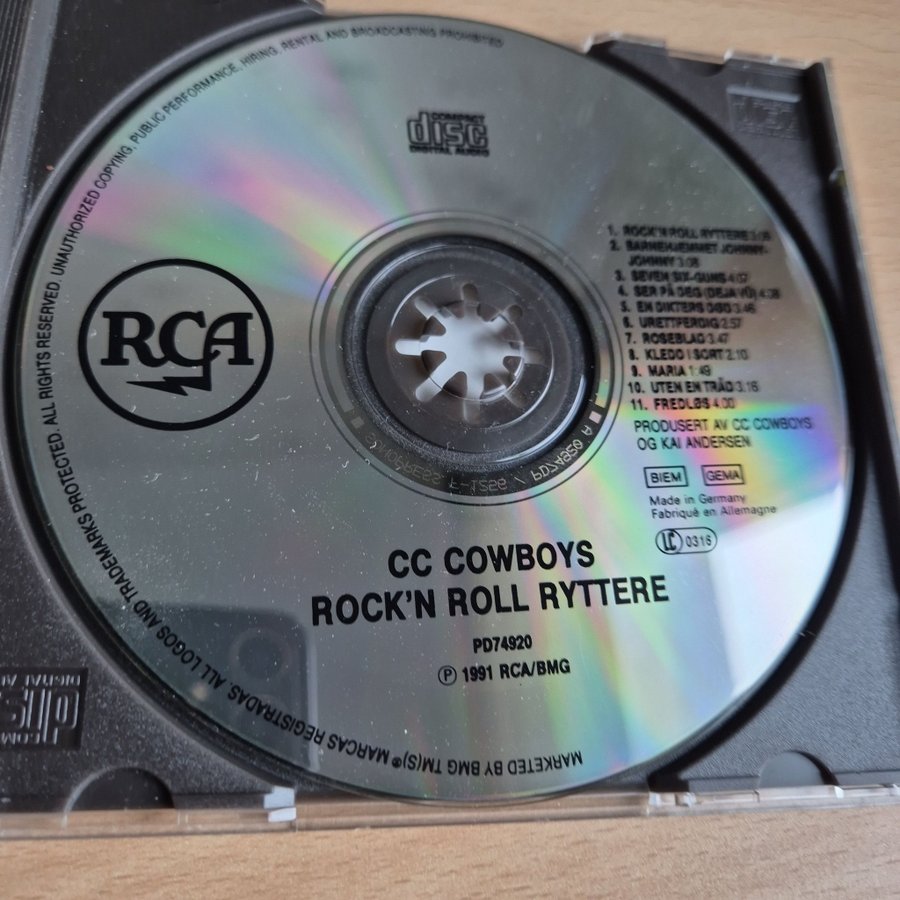 ALL RIGHTS RESERVED. UNAUTHORIZED COPYING, PUBLIC PERFORMANCE, HIRING, RENTAL AND BROADCASTING PROHIBITED
COMPACT
disc
DIGITAL AUDIO
RCA
1. ROCK'N ROLL RYTTERE 3:08
2. BARNEHJEMMET JOHNNY-
JOHNNY 3:08
3. SEVEN SIX-GUNS 4:07
4. SER PÅ DEG (DEJA VÛ) 4:38
5. EN DIKTERS DØD 3:46
6. URETTFERDIG 2:57
7. ROSEBLAD 3.47
8. KLEDD I SORT 2:10
9. MARIA 1:49
10. UTEN EN TRÅD 3:16
11. FREDLØS 4.00
PRODUSERT AV CC COWBOYS
OG KAI ANDERSEN
BIEM GEMA
Made in Germany
Fabriqué en Allemagne
LC 0316
PD74920 A
CC COWBOYS
ROCK'N ROLL RYTTERE
PD74920
Ⓟ 1991 RCA/BMG
MARKETED BY BMG TM(S)® MARCAS REGISTRADAS. ALL LOGOS AND TRADEMARKS PROTECTED.